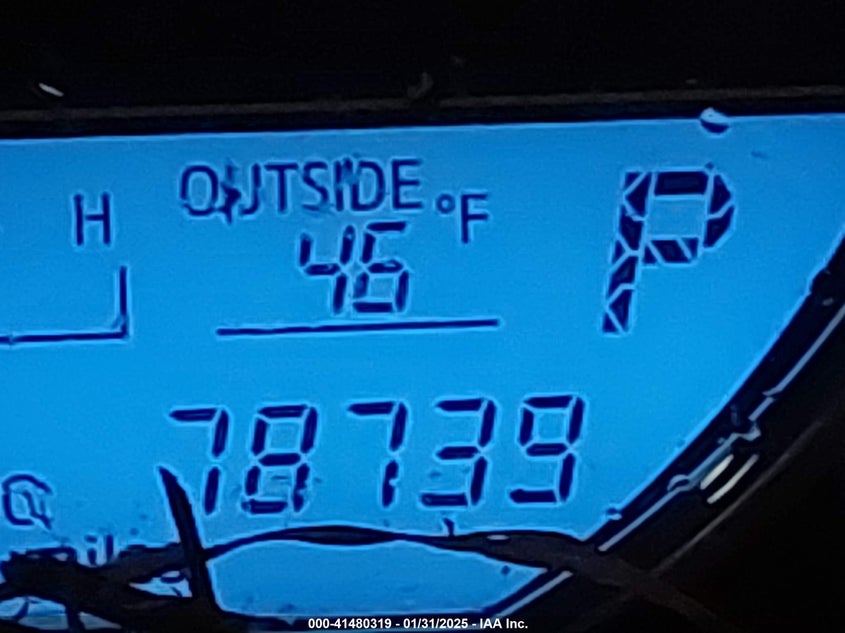 OUTSIDE
H
46 °F
P
78739
000-41480319 - 01/31/2025 - IAA Inc.